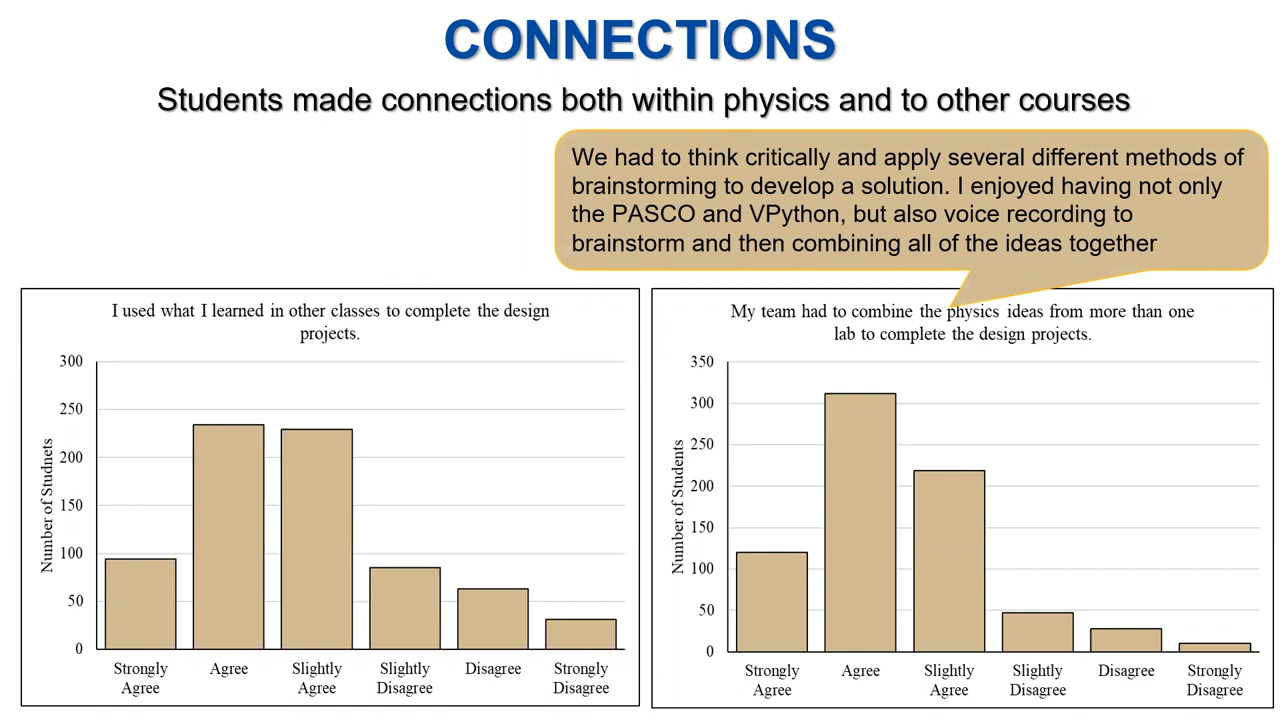 CONNECTIONS
Students made connections both within physics and to other courses
We had to think critically and apply several different methods of
brainstorming to develop a solution. I enjoyed having not only
the PASCO and VPython, but also voice recording to
brainstorm and then combining all of the ideas together
I used what I learned in other classes to complete the design
projects.
300
250
200
150
100
50
0
Number of Studnets
Strongly
Agree
Agree
Slightly
Agree
Slightly
Disagree
Disagree
Strongly
Disagree
My team had to combine the physics ideas from more than one
lab to complete the design projects.
350
300
250
200
150
100
50
0
Number of Students
Strongly
Agree
Agree
Slightly
Agree
Slightly
Disagree
Disagree
Strongly
Disagree